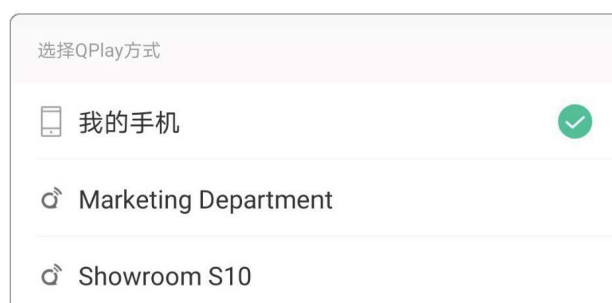 选择QPlay方式
我的手机
Marketing Department
Showroom S10